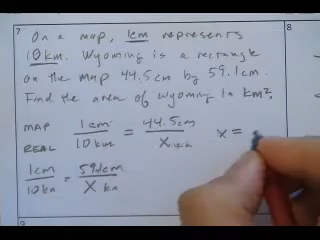 7
8
On a map, 1cm represents
10km. Wyoming is a rectangle
on the map 44.5cm by 59.1cm.
Find the area of Wyoming in km².
MAP 1cm = 44.5cm x =
REAL 10km x km
1cm = 59.1cm
10km x km
9